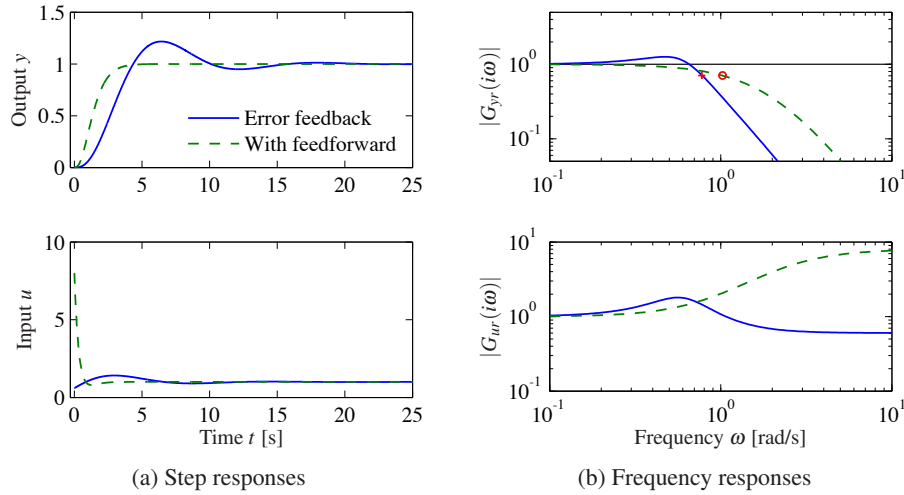 1.5
1
0.5
0
Output y
Error feedback
With feedforward
0 5 10 15 20 25
10
5
0
Input u
0 5 10 15 20 25
Time t [s]
(a) Step responses
10^0
10^-1
|G_yr(iω)|
10^-1 10^0 10^1
10^1
10^0
10^-1
|G_ur(iω)|
10^-1 10^0 10^1
Frequency ω [rad/s]
(b) Frequency responses